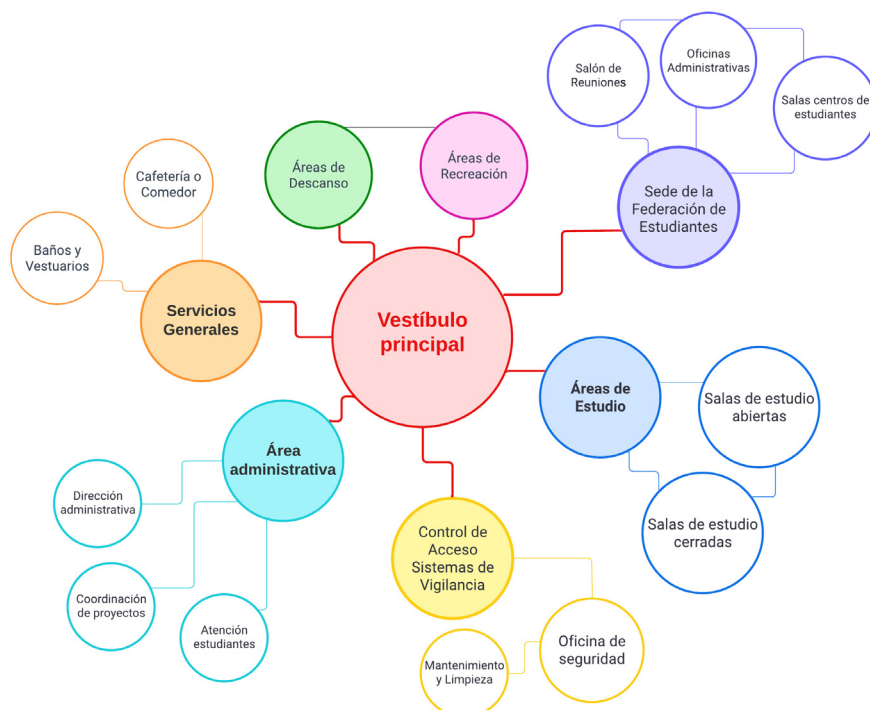 Salón de
Reuniones
Oficinas
Administrativas
Salas centros de
estudiantes
Sede de la
Federación de
Estudiantes
Áreas de
Descanso
Áreas de
Recreación
Cafetería o
Comedor
Baños y
Vestuarios
Servicios
Generales
Vestíbulo
principal
Áreas de
Estudio
Salas de estudio
abiertas
Salas de estudio
cerradas
Área
administrativa
Dirección
administrativa
Coordinación
de proyectos
Atención
estudiantes
Control de
Acceso
Sistemas de
Vigilancia
Oficina de
seguridad
Mantenimiento
y Limpieza